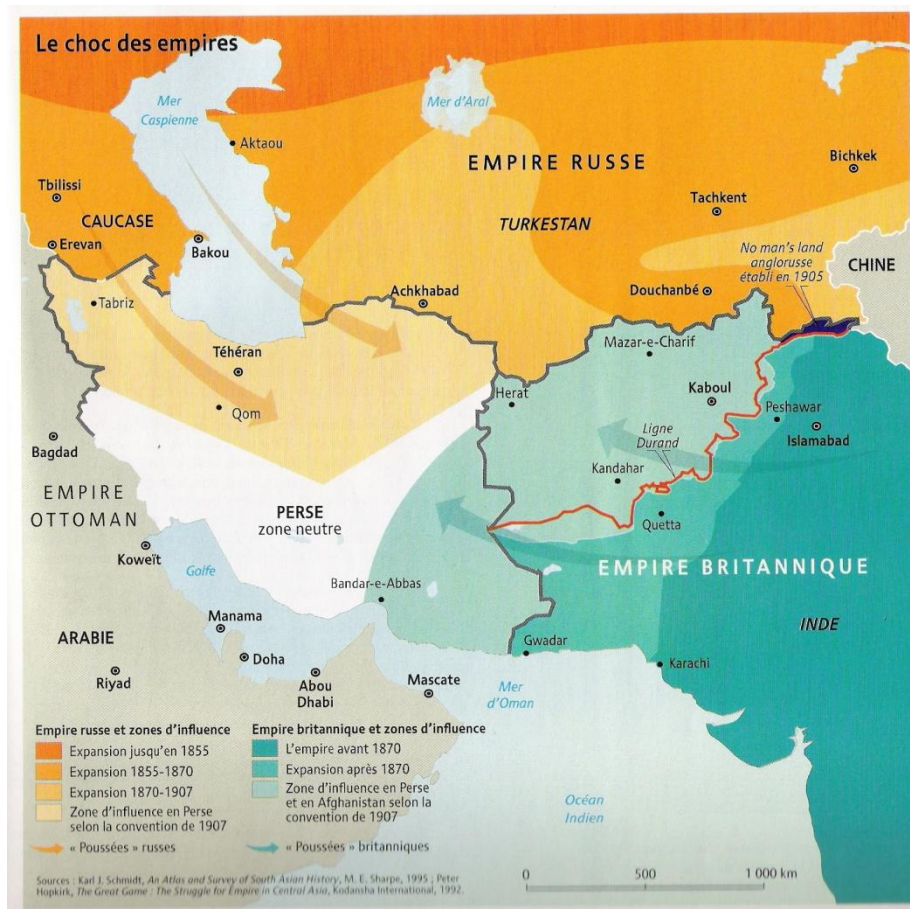 Le choc des empires
Mer
Caspienne
Mer d'Aral
Aktaou
EMPIRE RUSSE
Bichkek
Tbilissi
Tachkent
CAUCASE
TURKESTAN
Erevan
Bakou
No man's land
anglorusse
établi en 1905
CHINE
Achkhabad
Douchanbé
Tabriz
Mazar-e-Charif
Téhéran
Herat
Kaboul
Qom
Peshawar
Islamabad
Bagdad
Ligne
Durand
Kandahar
EMPIRE
OTTOMAN
PERSE
zone neutre
Quetta
Koweït
EMPIRE BRITANNIQUE
Golfe
Bandar-e-Abbas
Manama
INDE
ARABIE
Gwadar
Doha
Karachi
Riyad
Abou
Dhabi
Mascate
Mer
d'Oman
Empire russe et zones d'influence
Expansion jusqu'en 1855
Expansion 1855-1870
Expansion 1870-1907
Zone d'influence en Perse
selon la convention de 1907
« Poussées » russes
Empire britannique et zones d'influence
L'empire avant 1870
Expansion après 1870
Zone d'influence en Perse
et en Afghanistan selon la
convention de 1907
« Poussées » britanniques
Océan
Indien
Sources : Karl J. Schmidt, An Atlas and Survey of South Asian History, M. E. Sharpe, 1995 ; Peter
Hopkirk, The Great Game : The Struggle for Empire in Central Asia, Kodansha International, 1992.
0 500 1 000 km